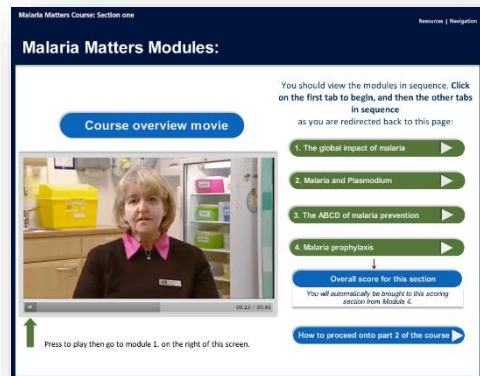 Malaria Matters Course: Section one
Resources | Navigation
Malaria Matters Modules:
You should view the modules in sequence. Click
on the first tab to begin, and then the other tabs
in sequence
as you are redirected back to this page:
Course overview movie
1. The global impact of malaria
2. Malaria and Plasmodium
3. The ABCD of malaria prevention
4. Malaria prophylaxis
Overall score for this section
You will automatically be brought to this scoring
section from Module 4.
00:23 / 00:45
How to proceed onto part 2 of the course
Press to play then go to module 1. on the right of this screen.